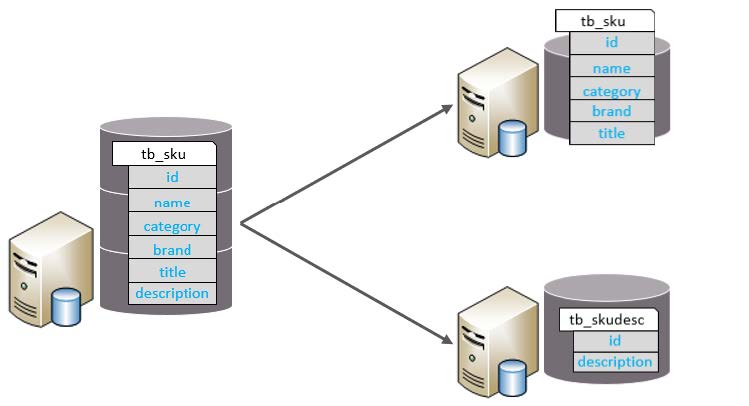 tb_sku
id
name
category
brand
title
description
tb_sku
id
name
category
brand
title
tb_skudesc
id
description